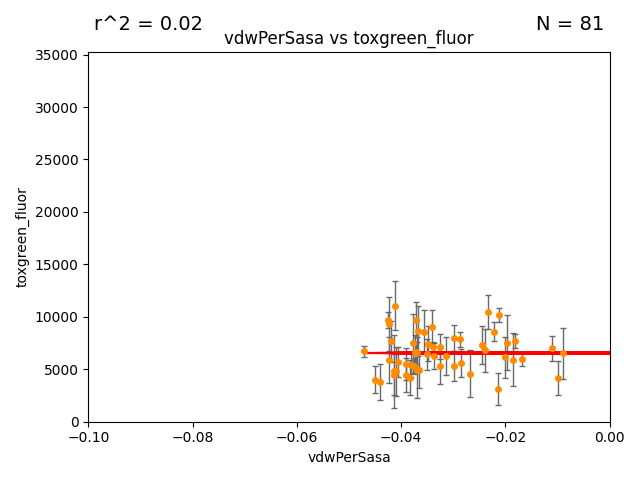 r^2 = 0.02
N = 81
vdwPerSasa vs toxgreen_fluor
35000
30000
25000
20000
15000
10000
5000
0
toxgreen_fluor
−0.10
−0.08
−0.06
−0.04
−0.02
0.00
vdwPerSasa